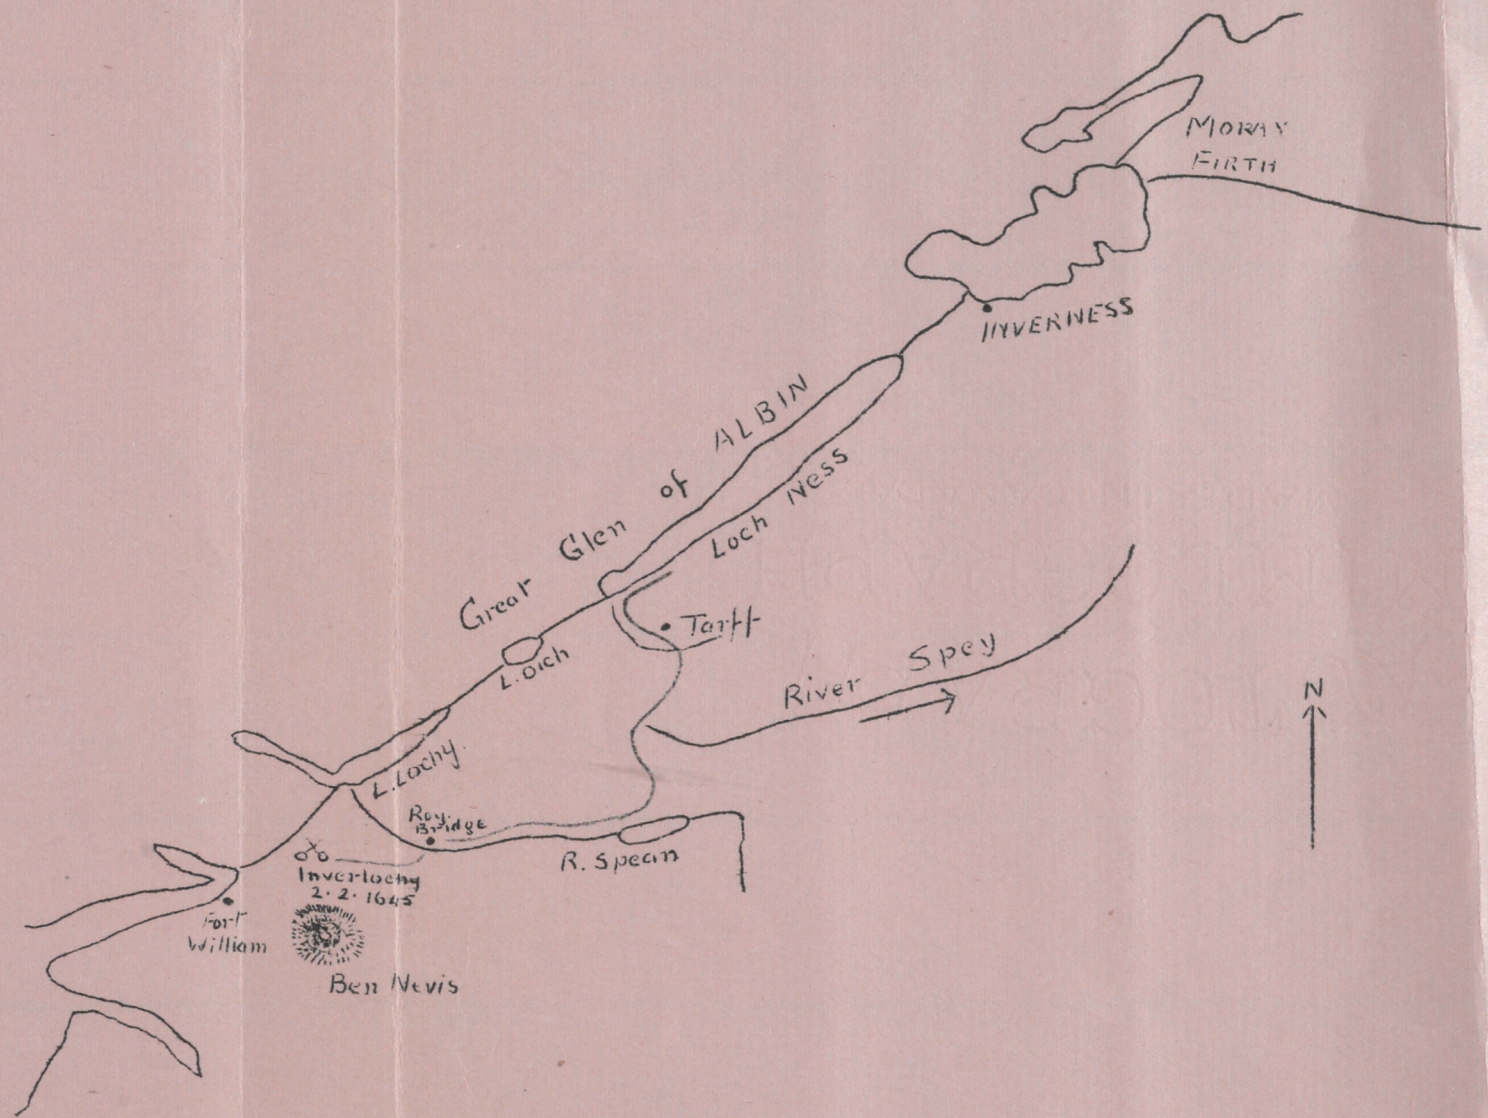 MORAY
FIRTH
INVERNESS
Great Glen of ALBIN
Loch Ness
Tarff
L. Oich
River Spey
N
L. Lochy.
Roy.
Bridge
R. Spean
Inverlochy
2.2.1645
Fort
William
Ben Nevis